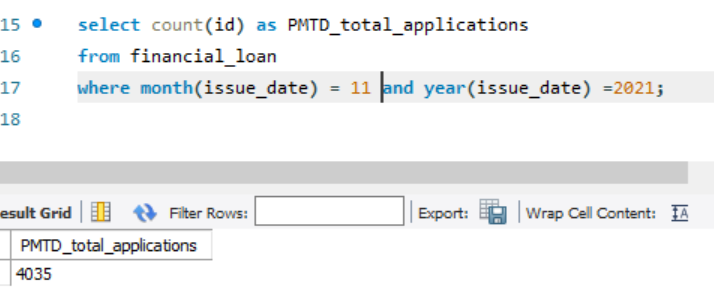 15 select count(id) as PMTD_total_applications
16 from financial_loan
17 where month(issue_date) = 11 and year(issue_date) =2021;
18
esult Grid Filter Rows: Export: Wrap Cell Content: IA
PMTD_total_applications
4035